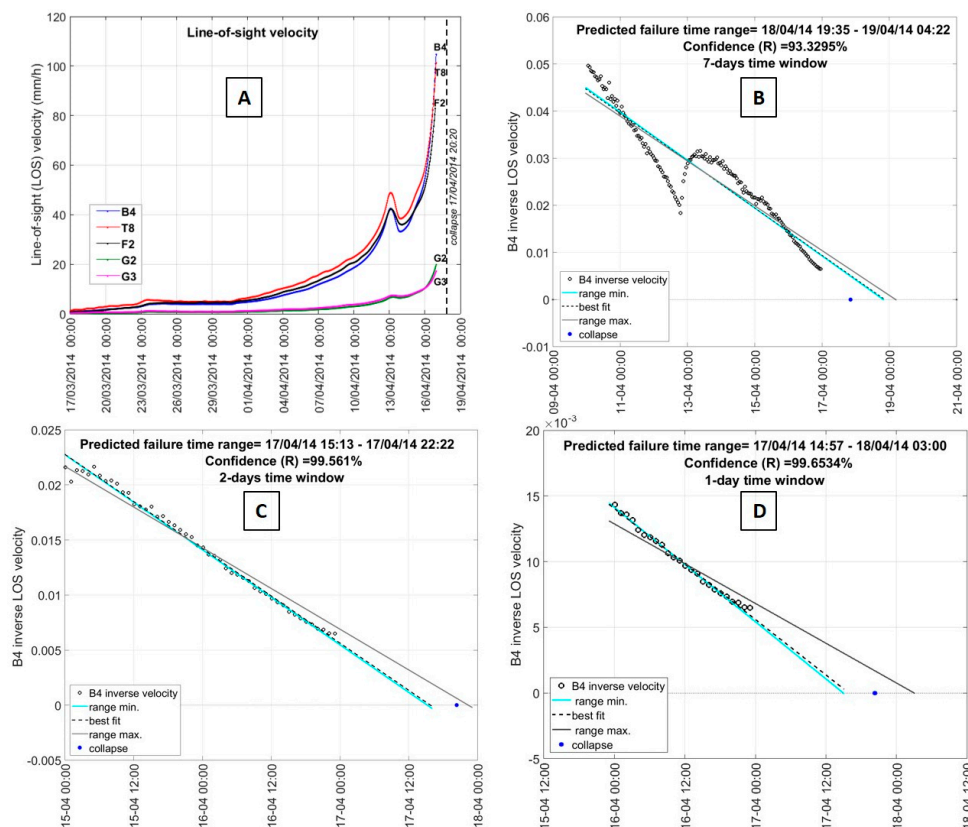 Line-of-sight velocity
A
Line-of-sight (LOS) velocity (mm/h)
120
100
80
60
40
20
0
B4
T8
F2
G2
G3
collapse 17/04/2014 20:20
B4
T8
F2
G2
G3
17/03/2014 00:00
20/03/2014 00:00
23/03/2014 00:00
26/03/2014 00:00
29/03/2014 00:00
01/04/2014 00:00
04/04/2014 00:00
07/04/2014 00:00
10/04/2014 00:00
13/04/2014 00:00
16/04/2014 00:00
19/04/2014 00:00
Predicted failure time range= 18/04/14 19:35 - 19/04/14 04:22
Confidence (R) =93.3295%
7-days time window
B
B4 inverse LOS velocity
0.06
0.05
0.04
0.03
0.02
0.01
0
-0.01
B4 inverse velocity
range min.
best fit
range max.
collapse
09-04 00:00
11-04 00:00
13-04 00:00
15-04 00:00
17-04 00:00
19-04 00:00
21-04 00:00
Predicted failure time range= 17/04/14 15:13 - 17/04/14 22:22
Confidence (R) =99.561%
2-days time window
C
B4 inverse LOS velocity
0.025
0.02
0.015
0.01
0.005
0
-0.005
B4 inverse velocity
range min.
best fit
range max.
collapse
15-04 00:00
15-04 12:00
16-04 00:00
16-04 12:00
17-04 00:00
17-04 12:00
18-04 00:00
×10⁻³
Predicted failure time range= 17/04/14 14:57 - 18/04/14 03:00
Confidence (R) =99.6534%
1-day time window
D
B4 inverse LOS velocity
20
15
10
5
0
-5
B4 inverse velocity
range min.
best fit
range max.
collapse
15-04 12:00
16-04 00:00
16-04 12:00
17-04 00:00
17-04 12:00
18-04 00:00
18-04 12:00